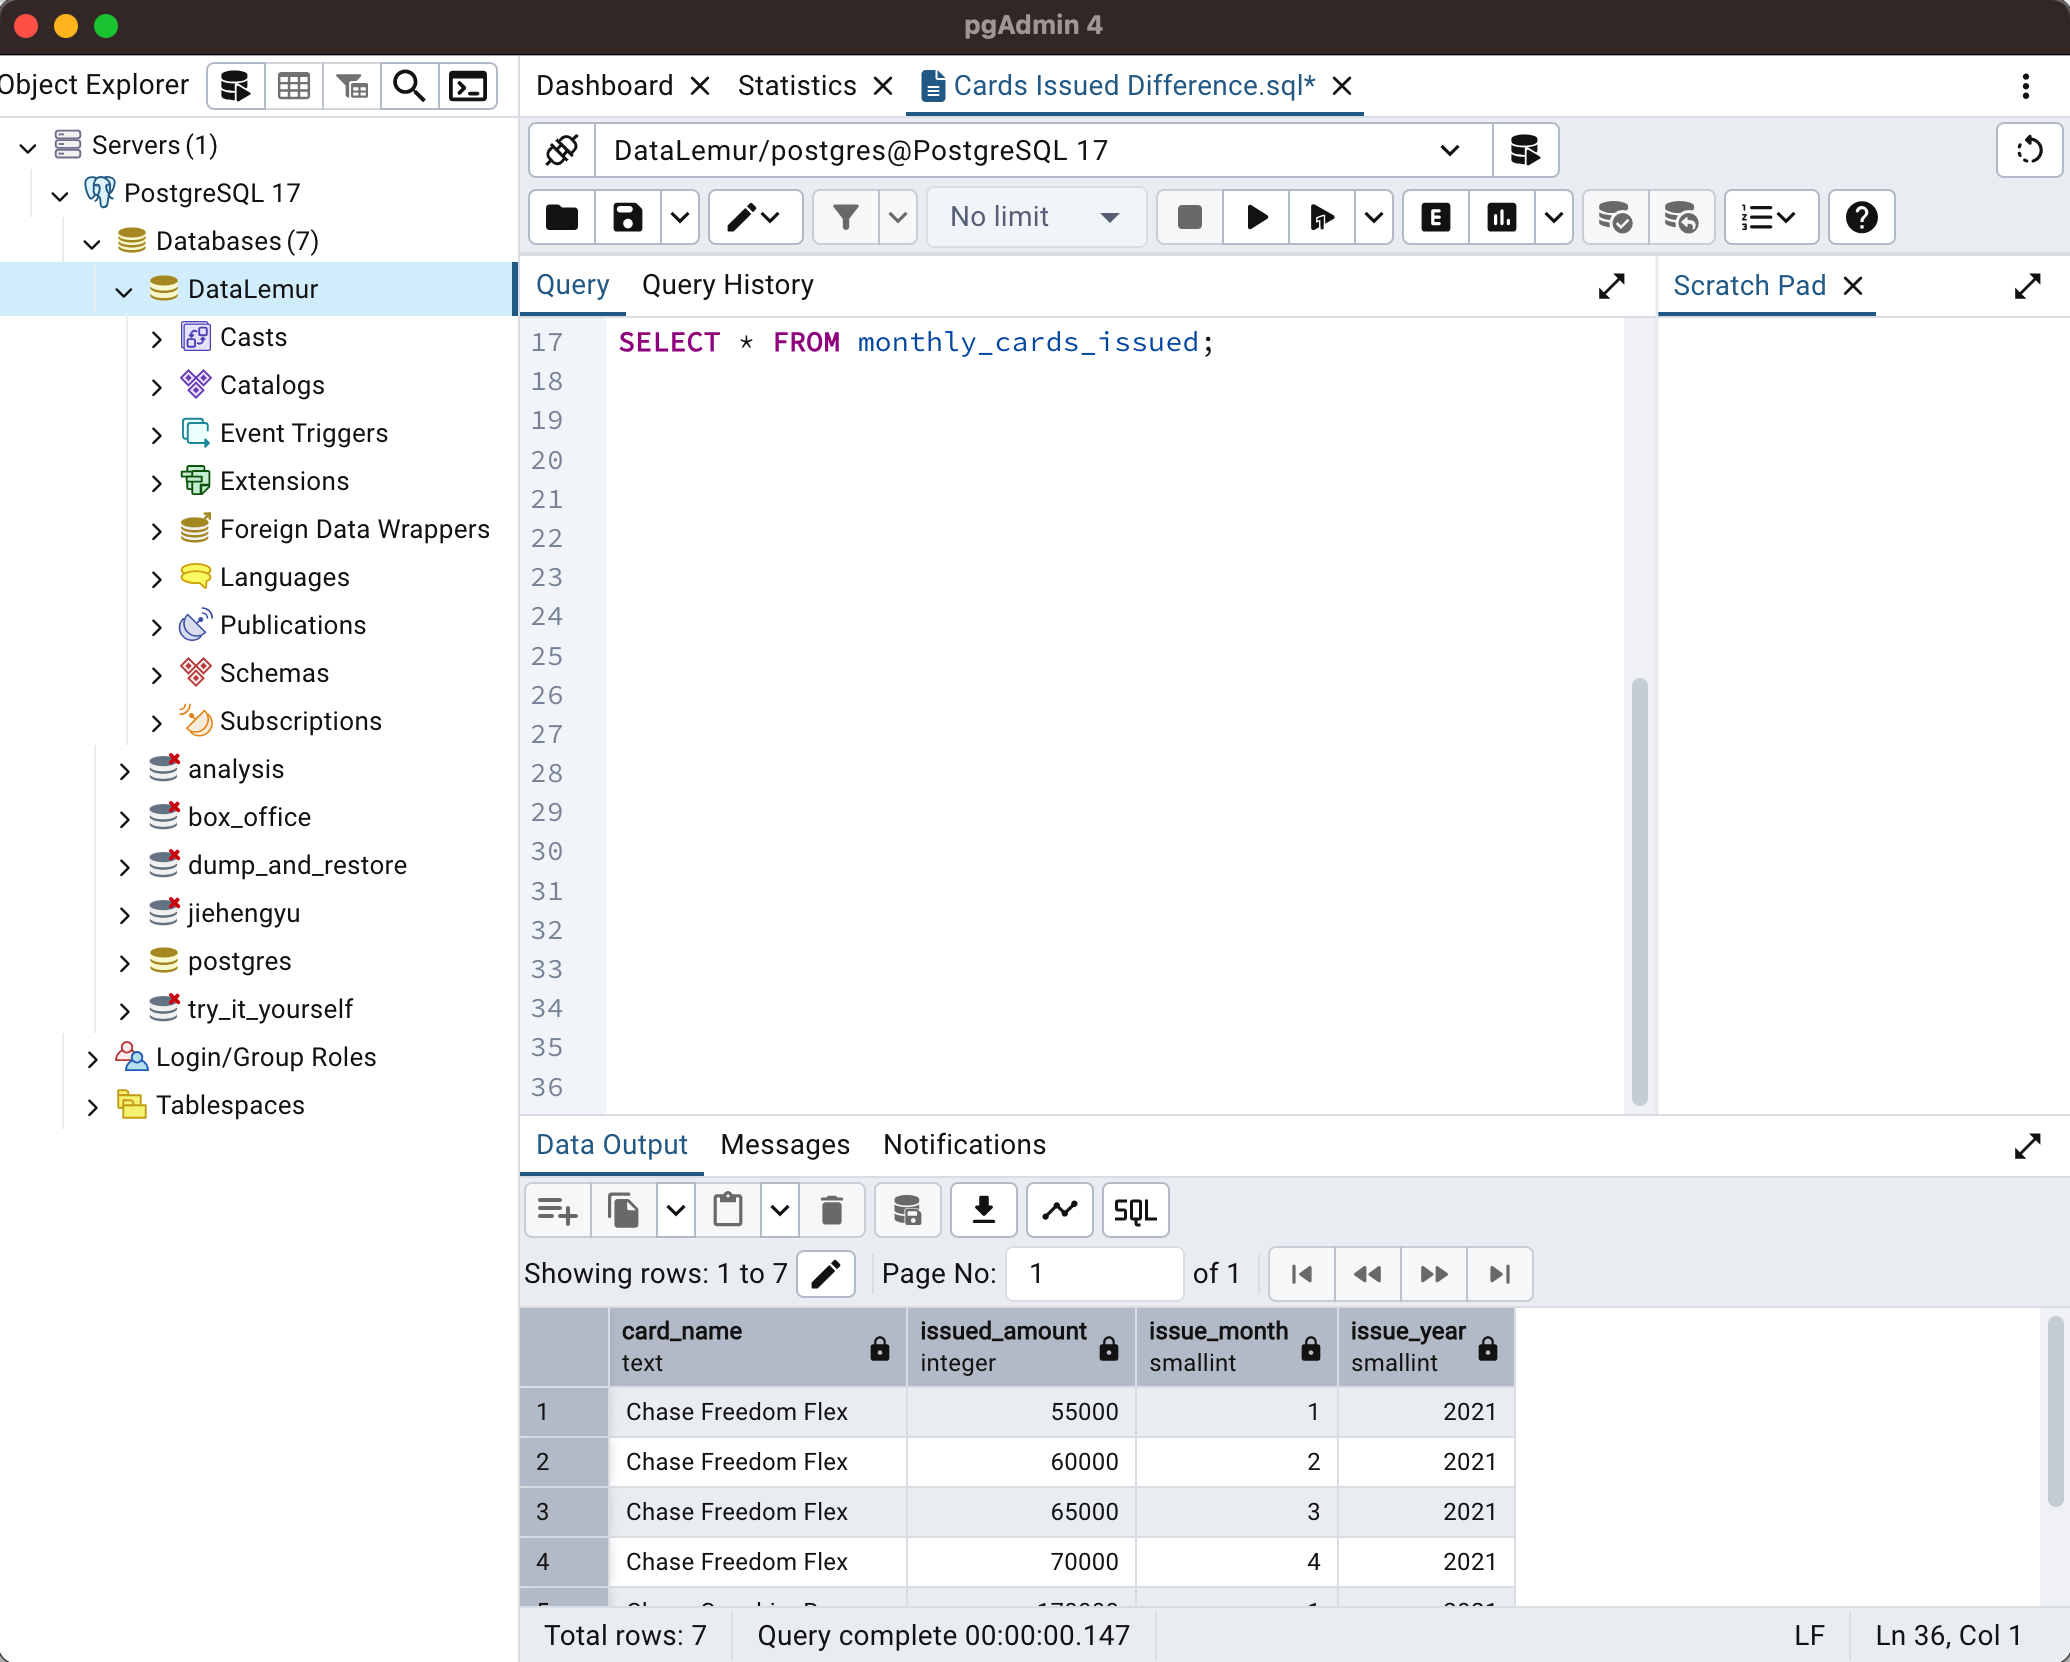 pgAdmin 4
Object Explorer
Dashboard Statistics Cards Issued Difference.sql*
Servers (1)
PostgreSQL 17
Databases (7)
DataLemur
Casts
Catalogs
Event Triggers
Extensions
Foreign Data Wrappers
Languages
Publications
Schemas
Subscriptions
analysis
box_office
dump_and_restore
jiehengyu
postgres
try_it_yourself
Login/Group Roles
Tablespaces
DataLemur/postgres@PostgreSQL 17
No limit
E
Query Query History
Scratch Pad
17 SELECT * FROM monthly_cards_issued;
18
19
20
21
22
23
24
25
26
27
28
29
30
31
32
33
34
35
36
Data Output Messages Notifications
SQL
Showing rows: 1 to 7 Page No: 1 of 1
card_name issued_amount issue_month issue_year
text integer smallint smallint
1 Chase Freedom Flex 55000 1 2021
2 Chase Freedom Flex 60000 2 2021
3 Chase Freedom Flex 65000 3 2021
4 Chase Freedom Flex 70000 4 2021
Total rows: 7 Query complete 00:00:00.147 LF Ln 36, Col 1